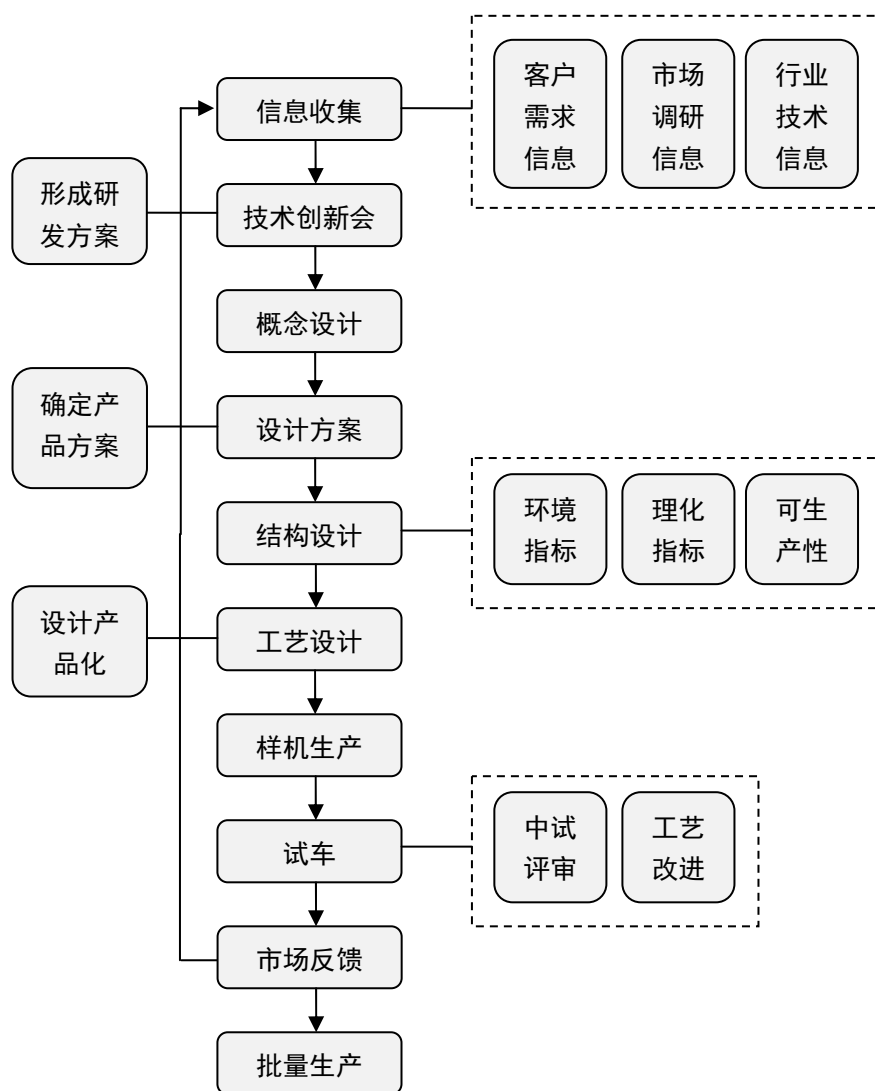 客户
需求
信息
市场
调研
信息
行业
技术
信息
信息收集
形成研
发方案
技术创新会
概念设计
确定产
品方案
设计方案
结构设计
环境
指标
理化
指标
可生
产性
设计产
品化
工艺设计
样机生产
试车
中试
评审
工艺
改进
市场反馈
批量生产